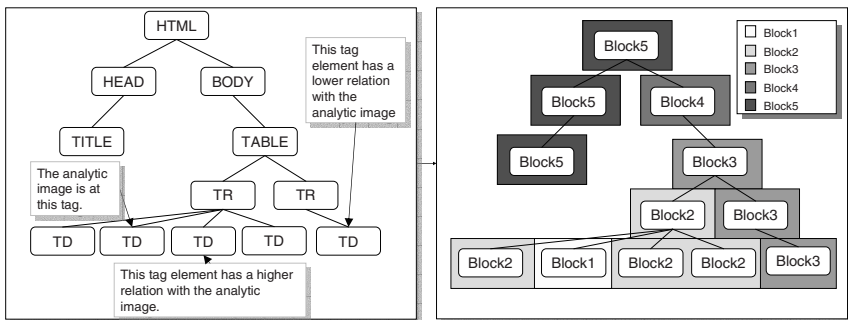 HTML
HEAD
BODY
TITLE
TABLE
TR
TR
TD
TD
TD
TD
TD
This tag
element has a
lower relation
with the
analytic image
The analytic
image is at
this tag.
This tag element has a higher
relation with the analytic
image.
Block5
Block5
Block4
Block5
Block3
Block2
Block3
Block2
Block1
Block2
Block2
Block3
Block1
Block2
Block3
Block4
Block5